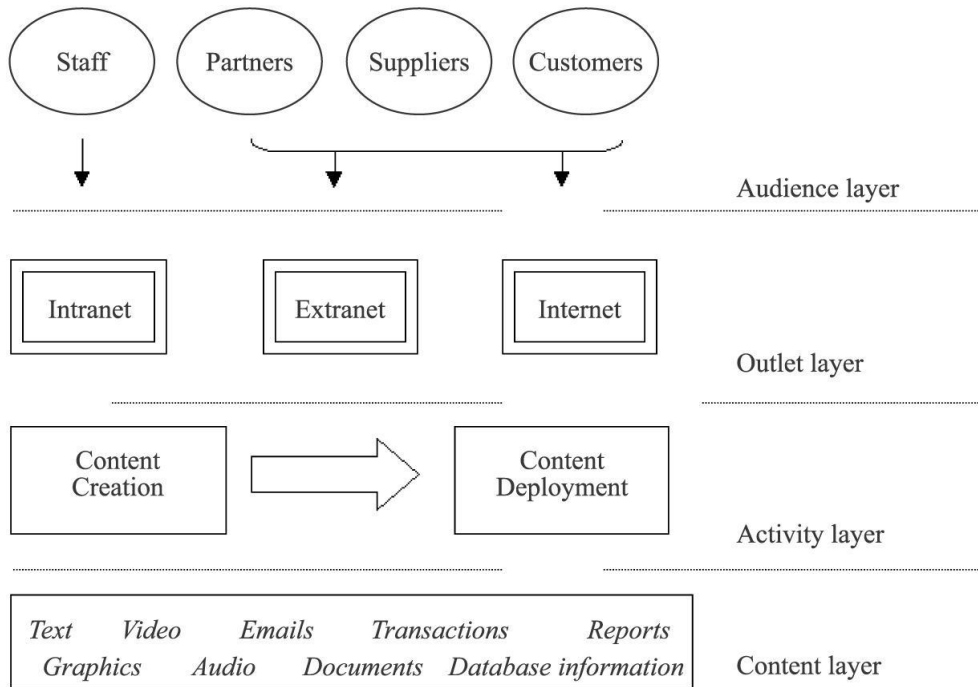 Staff Partners Suppliers Customers
Audience layer
Intranet Extranet Internet
Outlet layer
Content
Creation
Content
Deployment
Activity layer
Text Video Emails Transactions Reports
Graphics Audio Documents Database information
Content layer